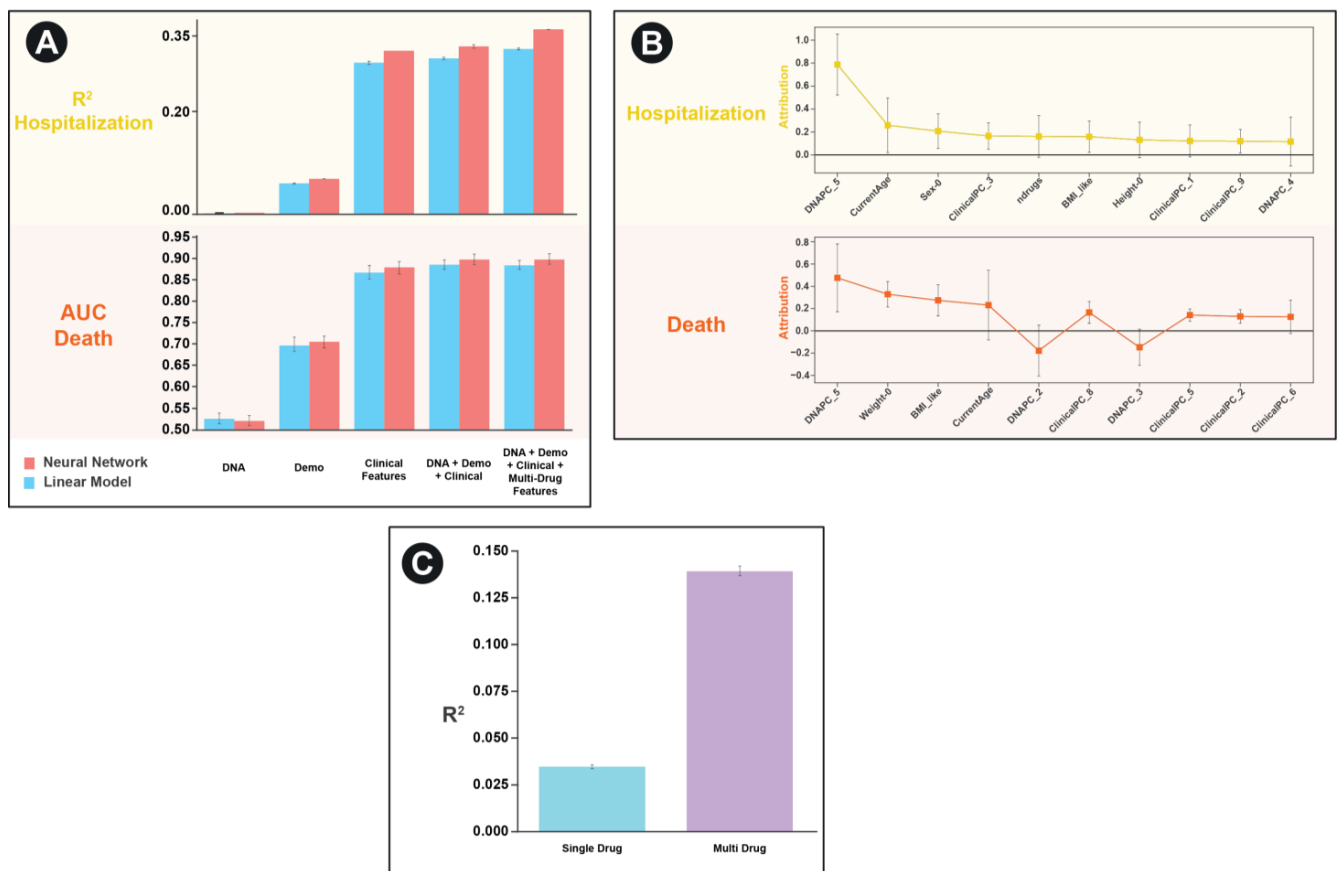 A
R²
Hospitalization
0.35
0.20
0.00
AUC
Death
0.95
0.90
0.85
0.80
0.75
0.70
0.65
0.60
0.55
0.50
Neural Network
Linear Model
DNA
Demo
Clinical
Features
DNA + Demo
+ Clinical
DNA + Demo
+ Clinical +
Multi-Drug
Features
B
Hospitalization
Attribution
1.0
0.8
0.6
0.4
0.2
0.0
DNAPC_5
CurrentAge
Sex-0
ClinicalPC_3
ndrugs
BMI_like
Height-0
ClinicalPC_1
ClinicalPC_9
DNAPC_4
Death
Attribution
0.8
0.6
0.4
0.2
0.0
−0.2
−0.4
DNAPC_5
Weight-0
BMI_like
CurrentAge
DNAPC_2
ClinicalPC_8
DNAPC_3
ClinicalPC_5
ClinicalPC_2
ClinicalPC_6
C
R²
0.150
0.125
0.100
0.075
0.050
0.025
0.000
Single Drug
Multi Drug